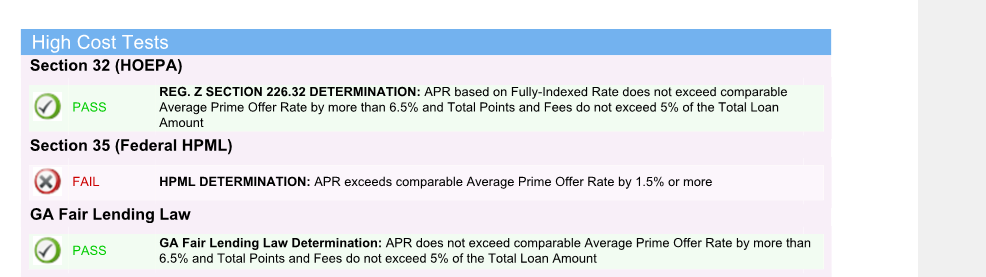 High Cost Tests
Section 32 (HOEPA)
PASS
REG. Z SECTION 226.32 DETERMINATION: APR based on Fully-Indexed Rate does not exceed comparable
Average Prime Offer Rate by more than 6.5% and Total Points and Fees do not exceed 5% of the Total Loan
Amount
Section 35 (Federal HPML)
FAIL
HPML DETERMINATION: APR exceeds comparable Average Prime Offer Rate by 1.5% or more
GA Fair Lending Law
PASS
GA Fair Lending Law Determination: APR does not exceed comparable Average Prime Offer Rate by more than
6.5% and Total Points and Fees do not exceed 5% of the Total Loan Amount